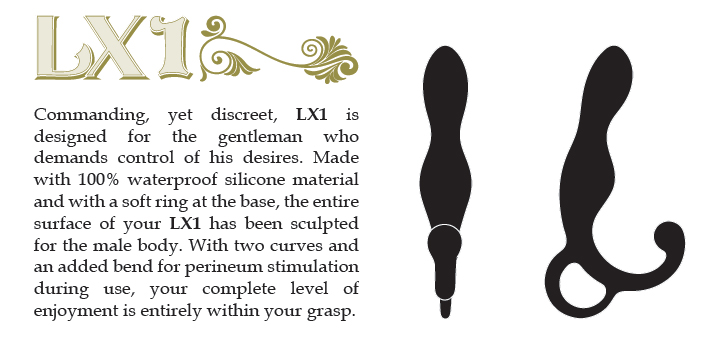 LX1
Commanding, yet discreet, LX1 is
designed for the gentleman who
demands control of his desires. Made
with 100% waterproof silicone material
and with a soft ring at the base, the entire
surface of your LX1 has been sculpted
for the male body. With two curves and
an added bend for perineum stimulation
during use, your complete level of
enjoyment is entirely within your grasp.